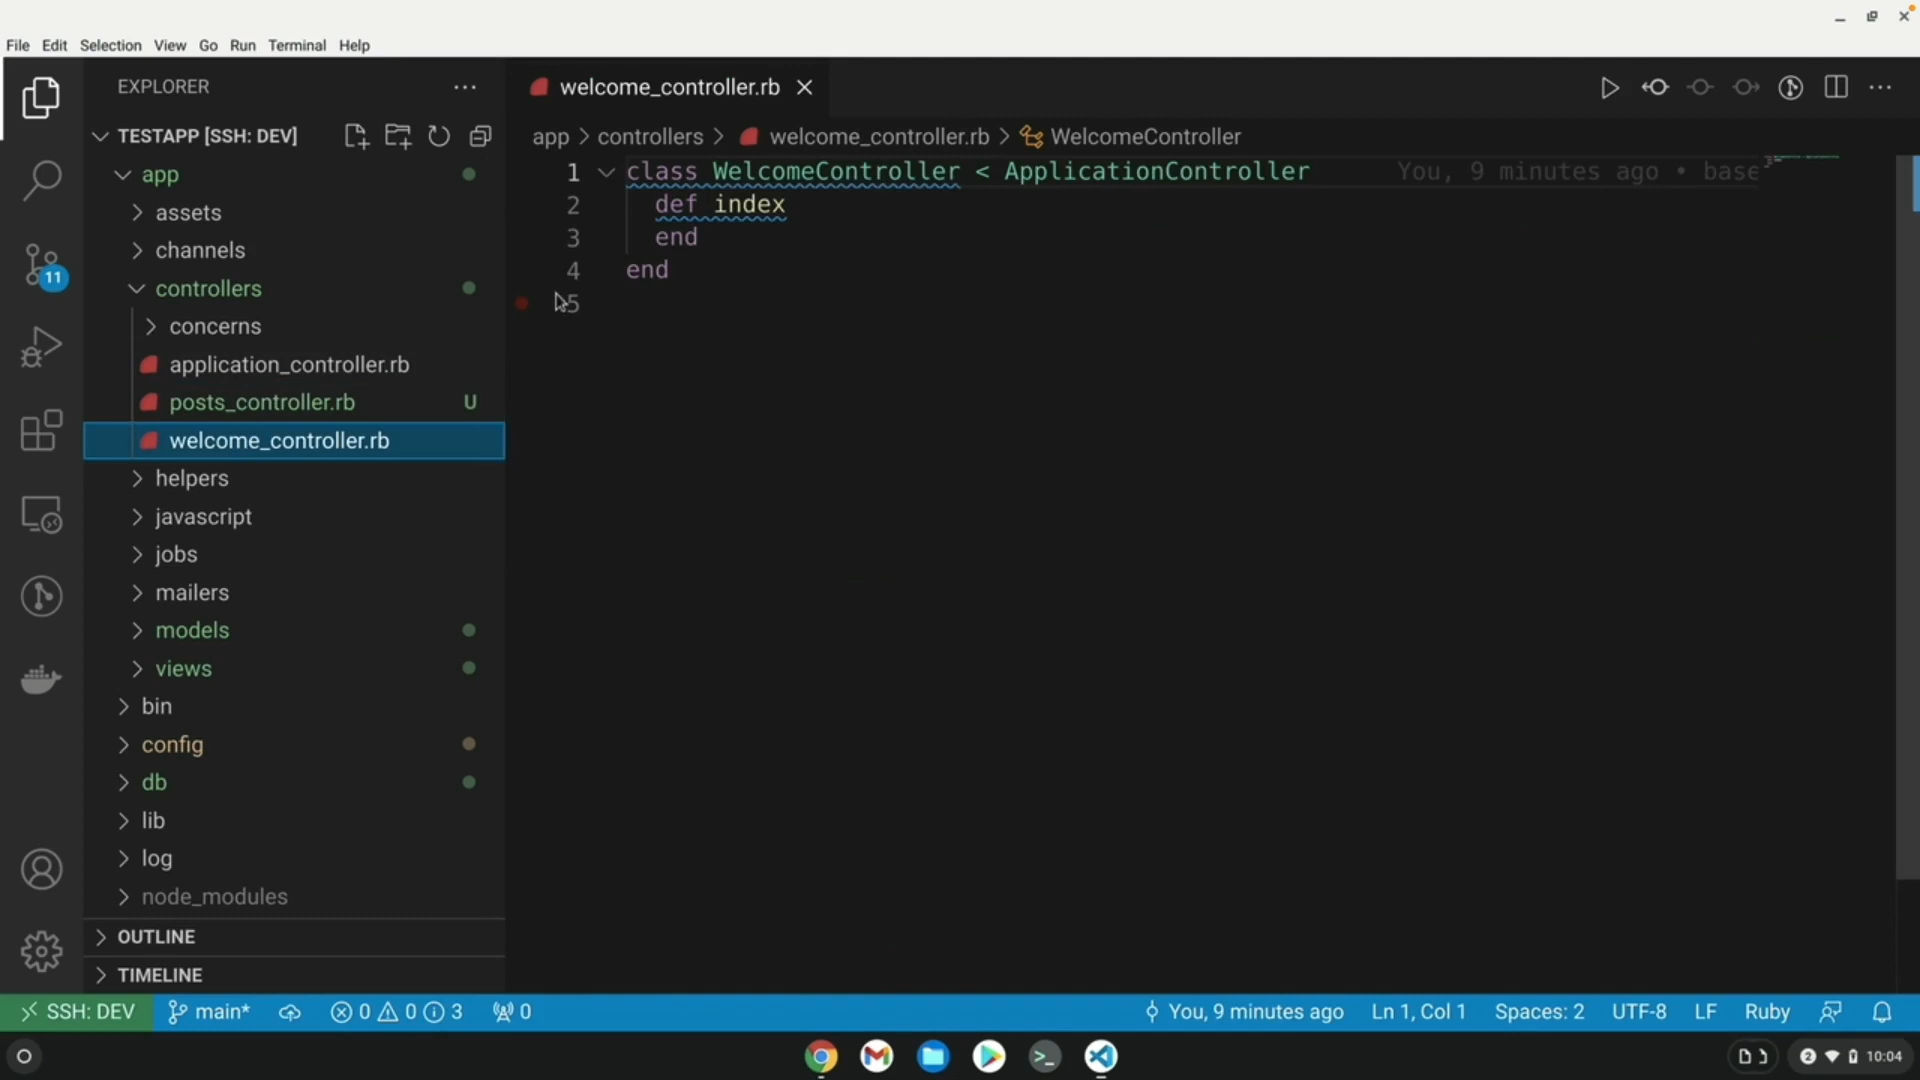 File Edit Selection View Go Run Terminal Help
EXPLORER
welcome_controller.rb
TESTAPP [SSH: DEV]
app > controllers > welcome_controller.rb > WelcomeController
app
assets
channels
controllers
concerns
application_controller.rb
posts_controller.rb U
welcome_controller.rb
helpers
javascript
jobs
mailers
models
views
bin
config
db
lib
log
node_modules
OUTLINE
TIMELINE
11
1 class WelcomeController < ApplicationController You, 9 minutes ago • base
2 def index
3 end
4 end
5
SSH: DEV main* 0 0 3 0 You, 9 minutes ago Ln 1, Col 1 Spaces: 2 UTF-8 LF Ruby
2 10:04